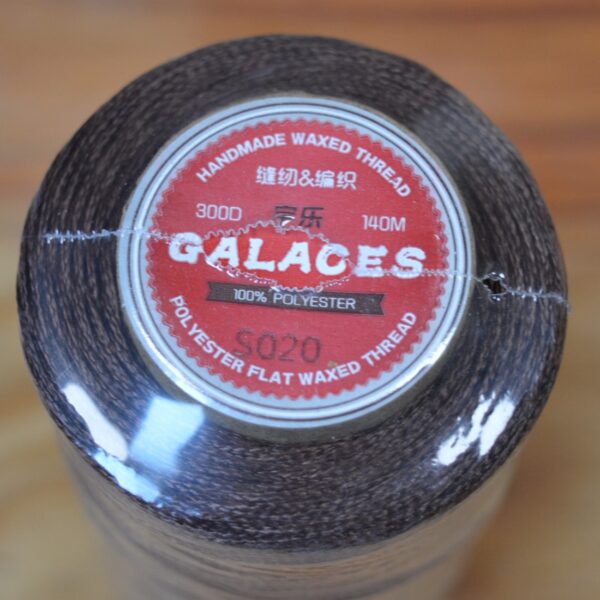 HANDMADE WAXED THREAD
缝纫&编织
300D
140M
GALACES
100% POLYESTER
S020
POLYESTER FLAT WAXED THREAD